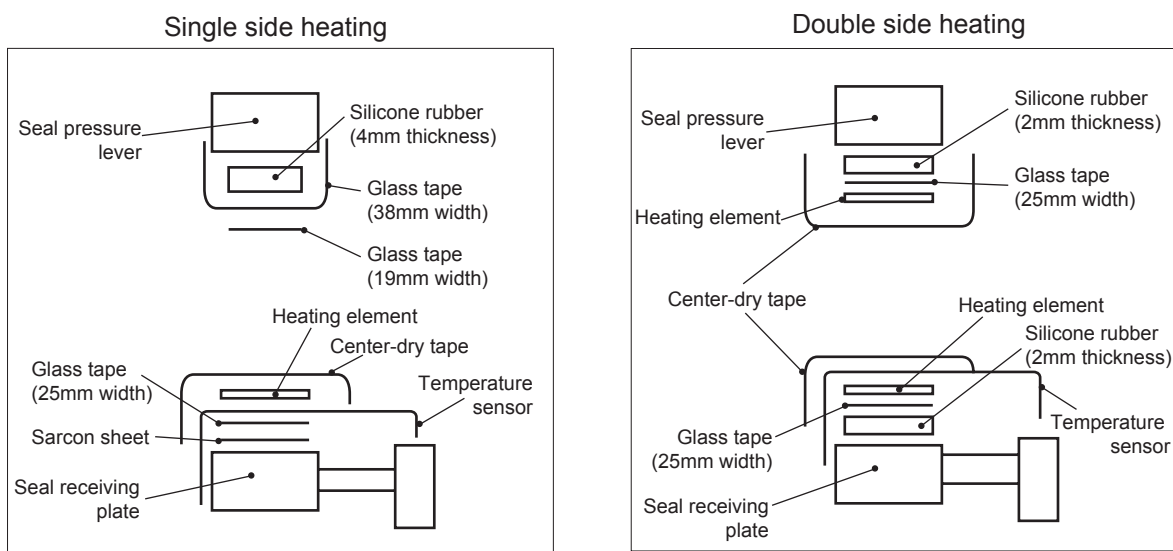 Single side heating
Seal pressure
lever
Silicone rubber
(4mm thickness)
Glass tape
(38mm width)
Glass tape
(19mm width)
Heating element
Center-dry tape
Glass tape
(25mm width)
Temperature
sensor
Sarcon sheet
Seal receiving
plate
Double side heating
Seal pressure
lever
Silicone rubber
(2mm thickness)
Glass tape
(25mm width)
Heating element
Center-dry tape
Heating element
Silicone rubber
(2mm thickness)
Glass tape
(25mm width)
Temperature
sensor
Seal receiving
plate